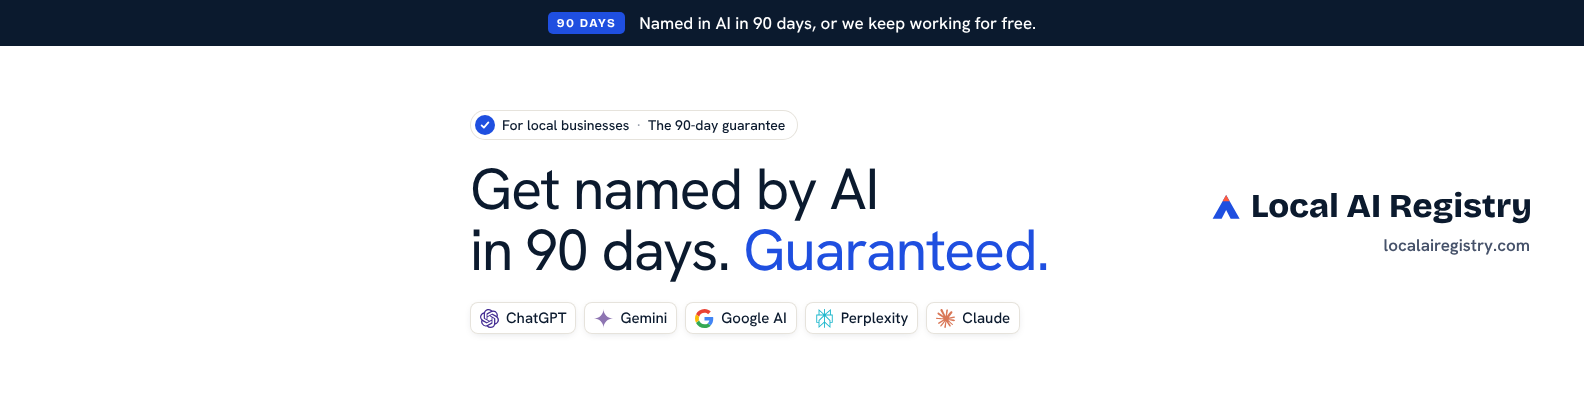 90 DAYS Named in AI in 90 days, or we keep working for free.
For local businesses · The 90-day guarantee
Get named by AI
in 90 days. Guaranteed.
ChatGPT Gemini Google AI Perplexity Claude
Local AI Registry
localairegistry.com